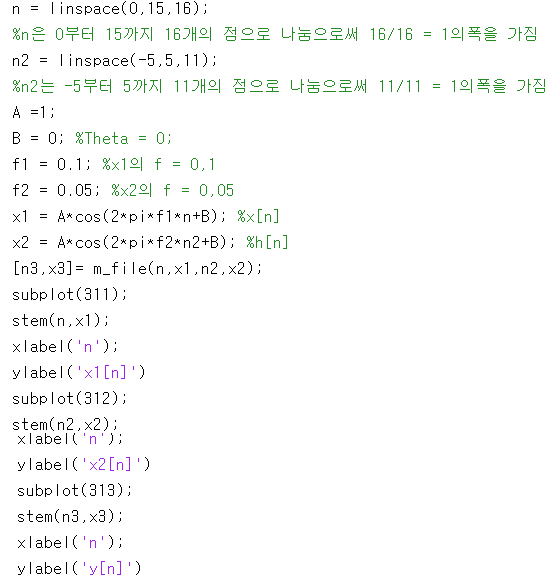 n = linspace(0,15,16);
%n은 0부터 15까지 16개의 점으로 나눔으로써 16/16 = 1의폭을 가짐
n2 = linspace(-5,5,11);
%n2는 -5부터 5까지 11개의 점으로 나눔으로써 11/11 = 1의폭을 가짐
A =1;
B = 0; %Theta = 0;
f1 = 0.1; %x1의 f = 0,1
f2 = 0.05; %x2의 f = 0,05
x1 = A*cos(2*pi*f1*n+B); %x[n]
x2 = A*cos(2*pi*f2*n2+B); %h[n]
[n3,x3]= m_file(n,x1,n2,x2);
subplot(311);
stem(n,x1);
xlabel('n');
ylabel('x1[n]')
subplot(312);
stem(n2,x2);
xlabel('n');
ylabel('x2[n]')
subplot(313);
stem(n3,x3);
xlabel('n');
ylabel('y[n]')